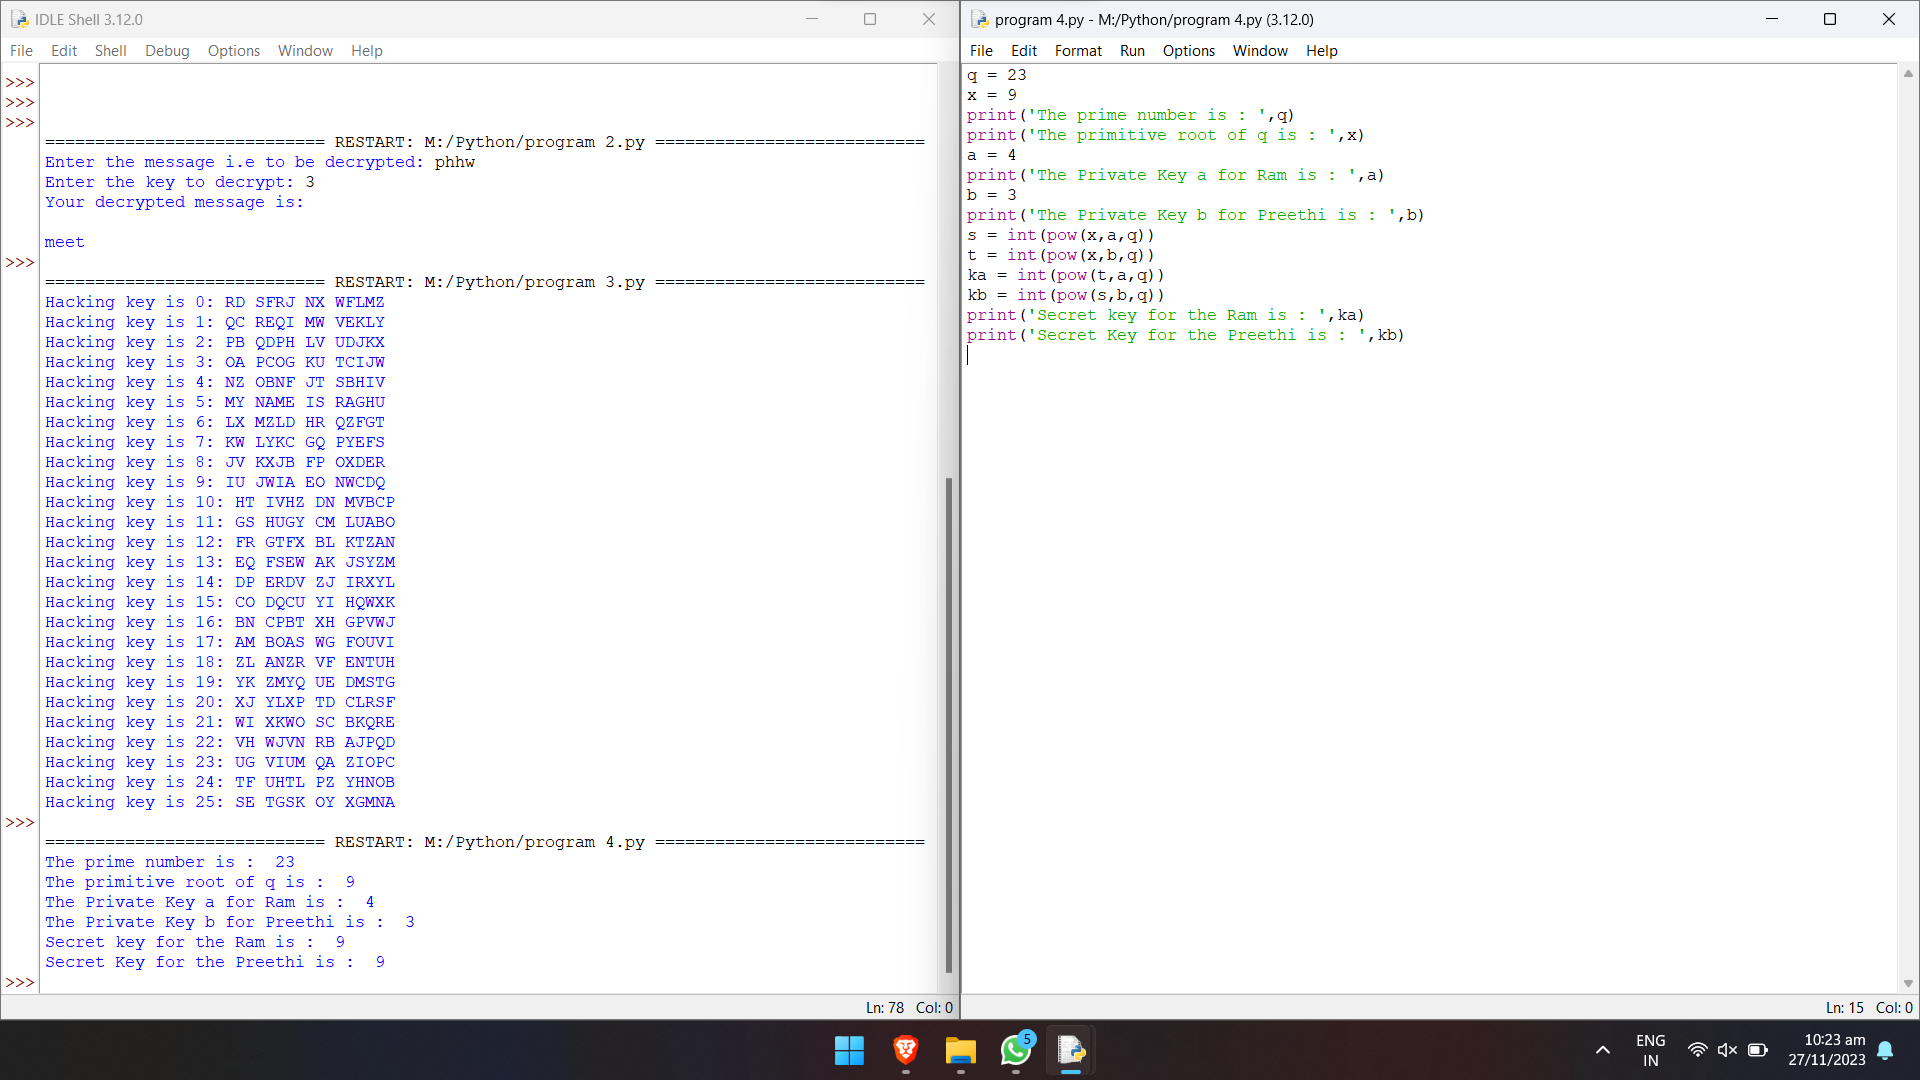 IDLE Shell 3.12.0
File Edit Shell Debug Options Window Help
>>>
>>>
>>>
============================ RESTART: M:/Python/program 2.py ===========================
Enter the message i.e to be decrypted: phhw
Enter the key to decrypt: 3
Your decrypted message is:
meet
>>>
============================ RESTART: M:/Python/program 3.py ===========================
Hacking key is 0: RD SFRJ NX WFLMZ
Hacking key is 1: QC REQI MW VEKLY
Hacking key is 2: PB QDPH LV UDJKX
Hacking key is 3: OA PCOG KU TCIJW
Hacking key is 4: NZ OBNF JT SBHIV
Hacking key is 5: MY NAME IS RAGHU
Hacking key is 6: LX MZLD HR QZFGT
Hacking key is 7: KW LYKC GQ PYEFS
Hacking key is 8: JV KXJB FP OXDER
Hacking key is 9: IU JWIA EO NWCDQ
Hacking key is 10: HT IVHZ DN MVBCP
Hacking key is 11: GS HUGY CM LUABO
Hacking key is 12: FR GTFX BL KTZAN
Hacking key is 13: EQ FSEW AK JSYZM
Hacking key is 14: DP ERDV ZJ IRXYL
Hacking key is 15: CO DQCU YI HQWXK
Hacking key is 16: BN CPBT XH GPVWJ
Hacking key is 17: AM BOAS WG FOUVI
Hacking key is 18: ZL ANZR VF ENTUH
Hacking key is 19: YK ZMYQ UE DMSTG
Hacking key is 20: XJ YLXP TD CLRSF
Hacking key is 21: WI XKWO SC BKQRE
Hacking key is 22: VH WJVN RB AJPQD
Hacking key is 23: UG VIUM QA ZIOPC
Hacking key is 24: TF UHTL PZ YHNOB
Hacking key is 25: SE TGSK OY XGMNA
>>>
============================ RESTART: M:/Python/program 4.py ===========================
The prime number is :  23
The primitive root of q is :  9
The Private Key a for Ram is :  4
The Private Key b for Preethi is :  3
Secret key for the Ram is :  9
Secret Key for the Preethi is :  9
>>>
Ln: 78 Col: 0
program 4.py - M:/Python/program 4.py (3.12.0)
File Edit Format Run Options Window Help
q = 23
x = 9
print('The prime number is : ',q)
print('The primitive root of q is : ',x)
a = 4
print('The Private Key a for Ram is : ',a)
b = 3
print('The Private Key b for Preethi is : ',b)
s = int(pow(x,a,q))
t = int(pow(x,b,q))
ka = int(pow(t,a,q))
kb = int(pow(s,b,q))
print('Secret key for the Ram is : ',ka)
print('Secret Key for the Preethi is : ',kb)
Ln: 15 Col: 0
5
ENG
IN
10:23 am
27/11/2023